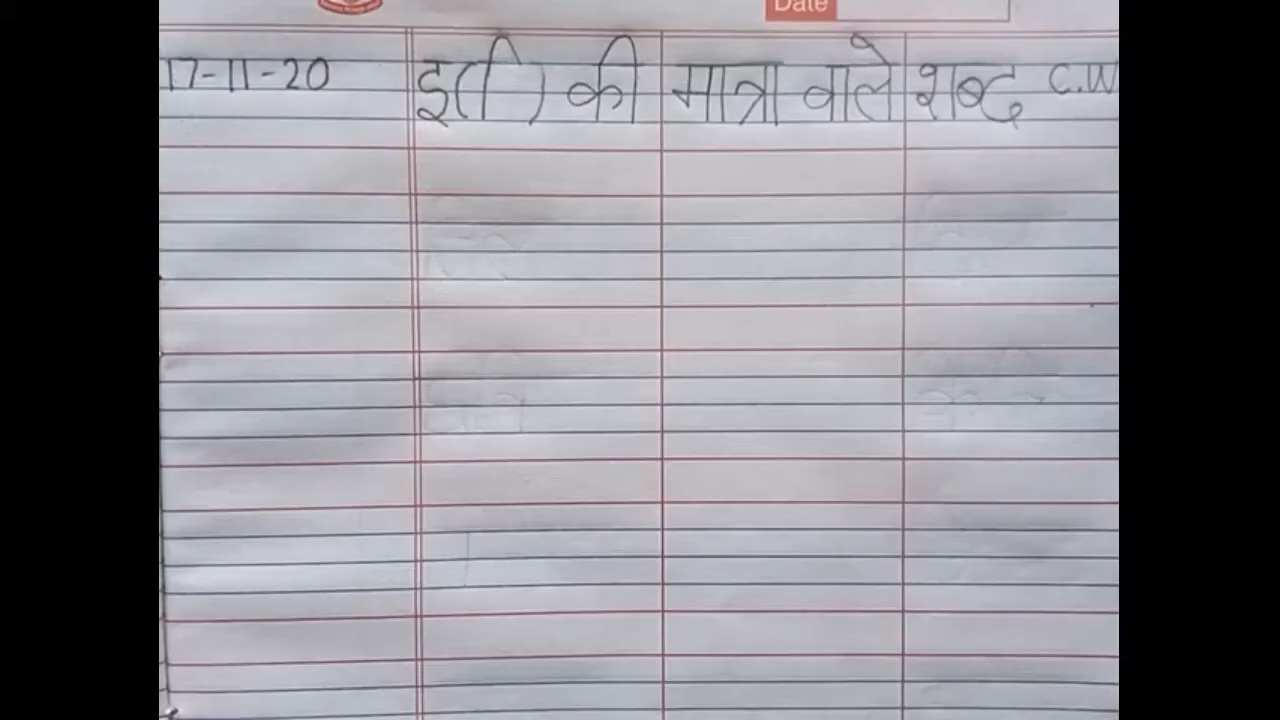 Date
17-11-20 इ(ि) की मात्रा वाले शब्द C.W